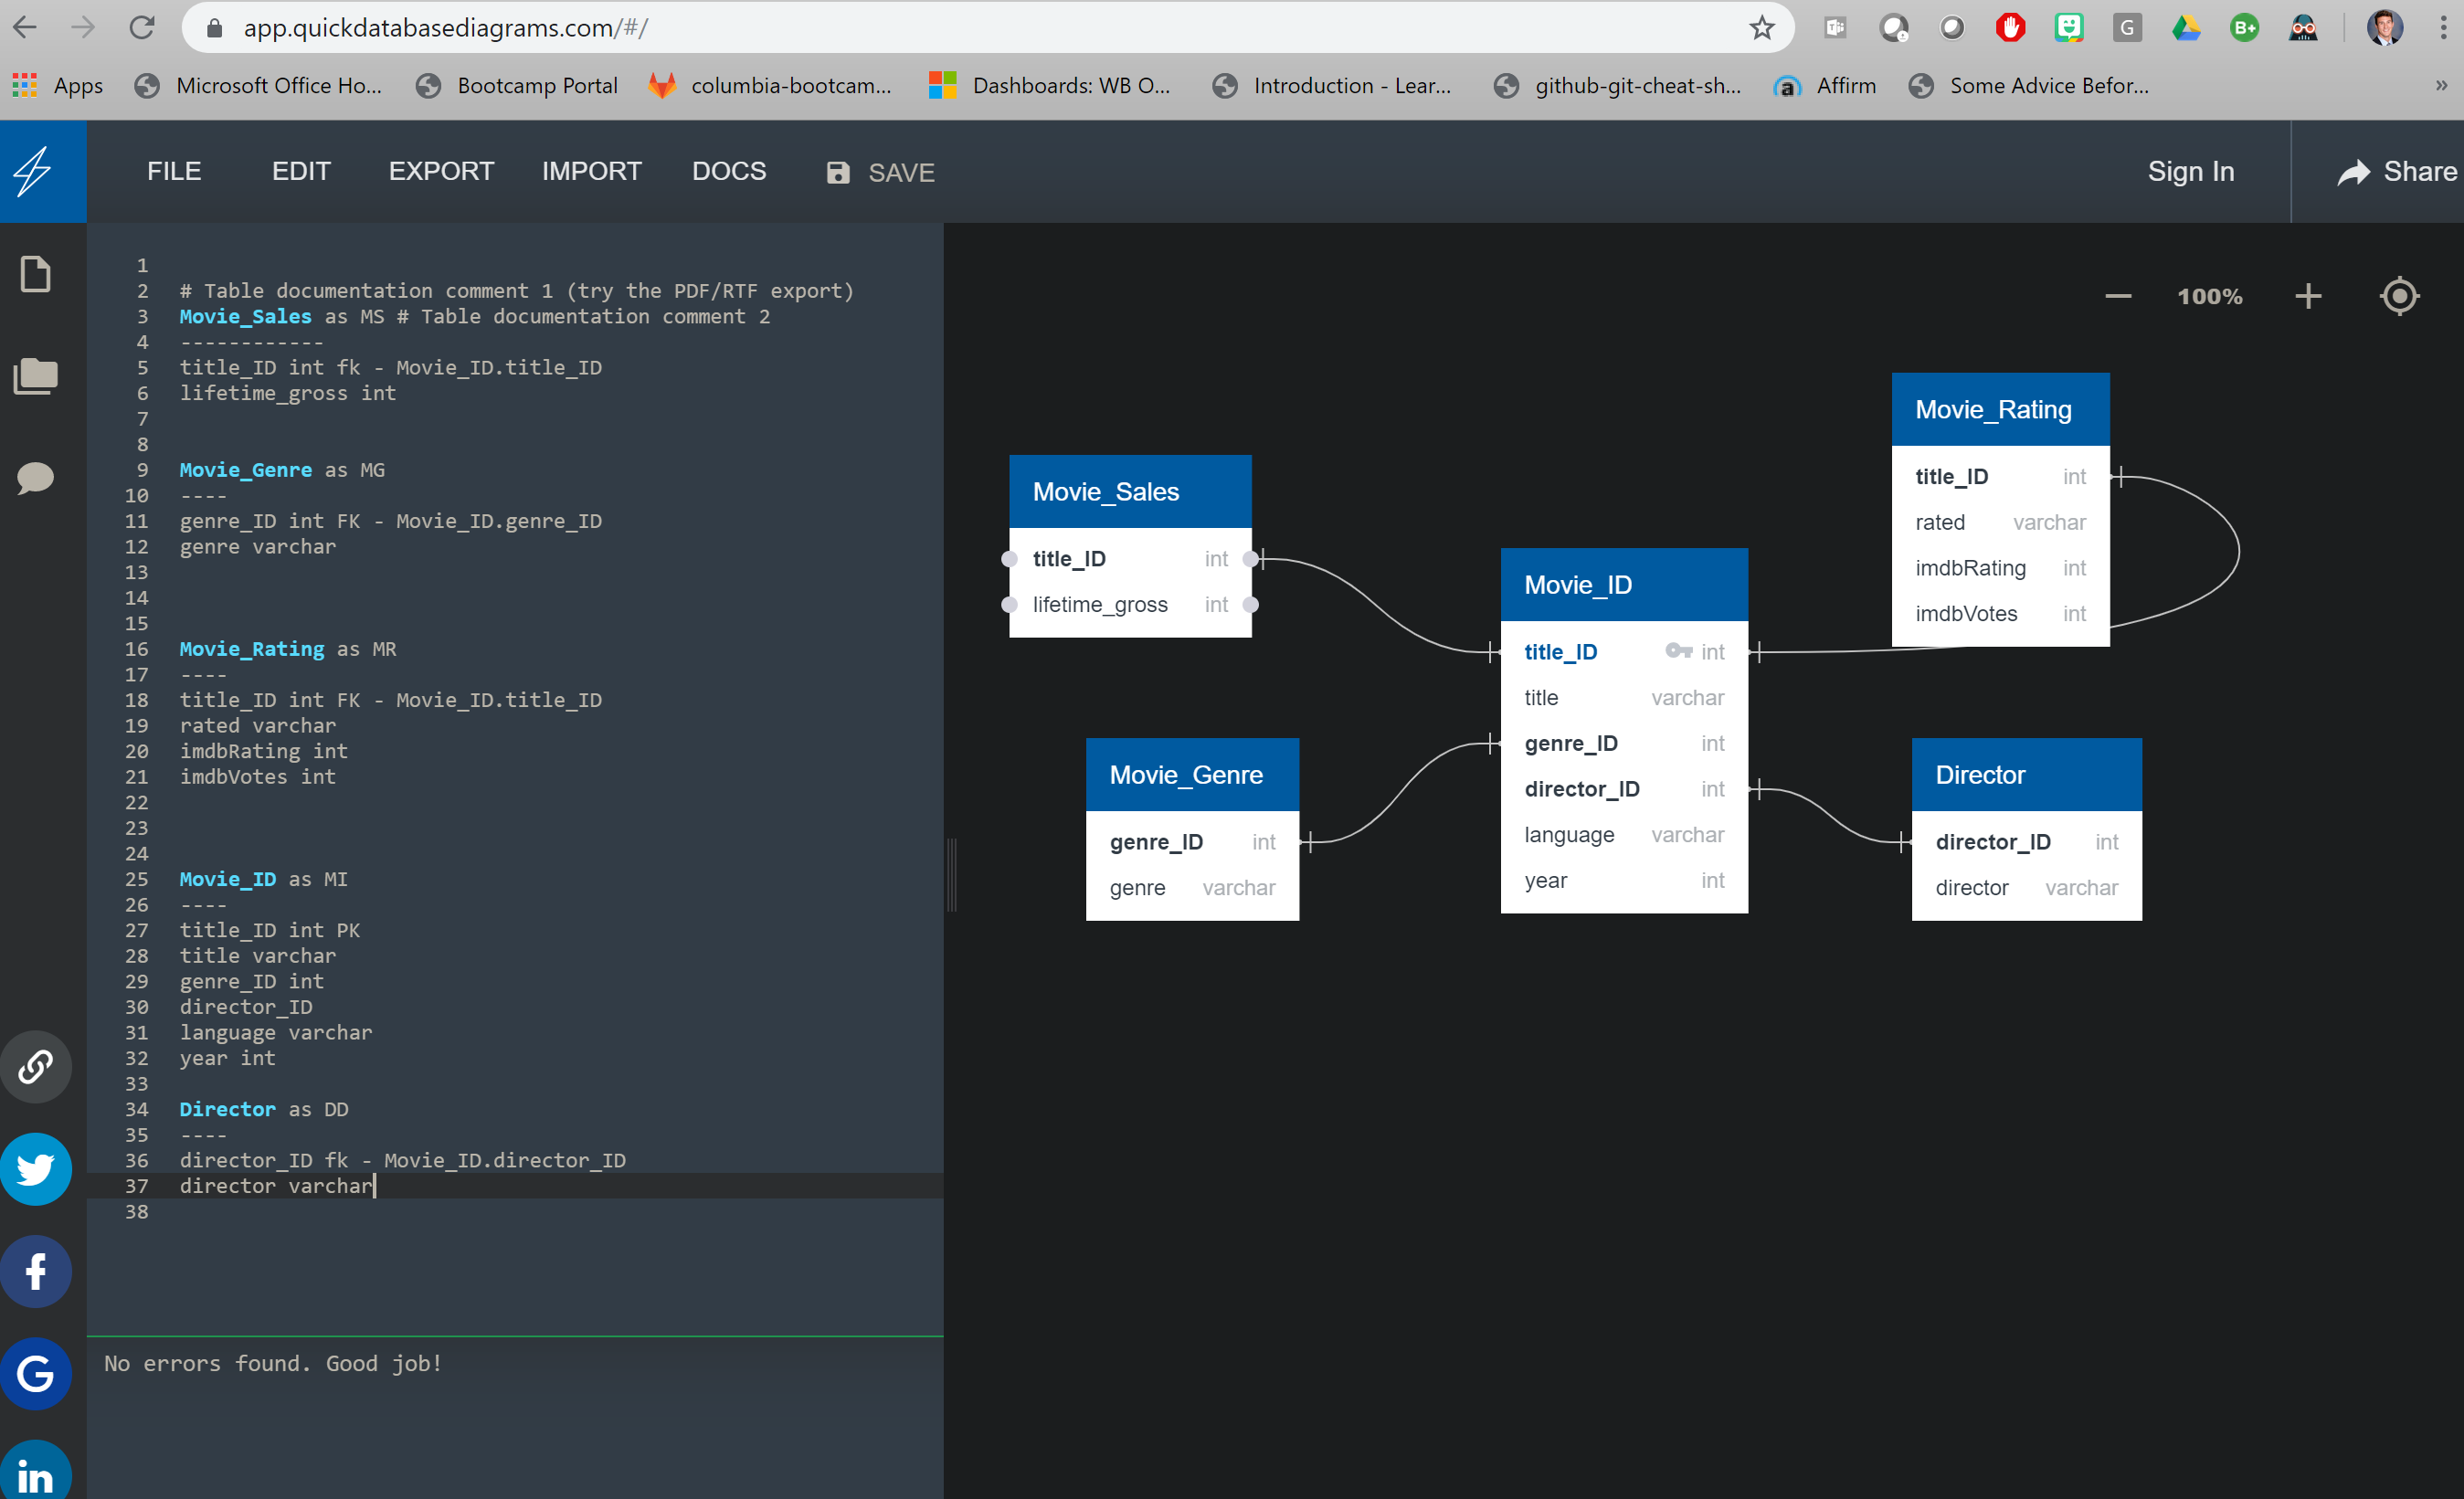 app.quickdatabasediagrams.com/#/
G
B+
Apps
Microsoft Office Ho...
Bootcamp Portal
columbia-bootcam...
Dashboards: WB O...
Introduction - Lear...
github-git-cheat-sh...
Affirm
Some Advice Befor...
»
FILE
EDIT
EXPORT
IMPORT
DOCS
SAVE
Sign In
Share
1
2 # Table documentation comment 1 (try the PDF/RTF export)
3 Movie_Sales as MS # Table documentation comment 2
4 ------------
5 title_ID int fk - Movie_ID.title_ID
6 lifetime_gross int
7
8
9 Movie_Genre as MG
10 ----
11 genre_ID int FK - Movie_ID.genre_ID
12 genre varchar
13
14
15
16 Movie_Rating as MR
17 ----
18 title_ID int FK - Movie_ID.title_ID
19 rated varchar
20 imdbRating int
21 imdbVotes int
22
23
24
25 Movie_ID as MI
26 ----
27 title_ID int PK
28 title varchar
29 genre_ID int
30 director_ID
31 language varchar
32 year int
33
34 Director as DD
35 ----
36 director_ID fk - Movie_ID.director_ID
37 director varchar
38
No errors found. Good job!
f
G
in
100%
Movie_Sales
title_ID int
lifetime_gross int
Movie_Genre
genre_ID int
genre varchar
Movie_ID
title_ID int
title varchar
genre_ID int
director_ID int
language varchar
year int
Movie_Rating
title_ID int
rated varchar
imdbRating int
imdbVotes int
Director
director_ID int
director varchar